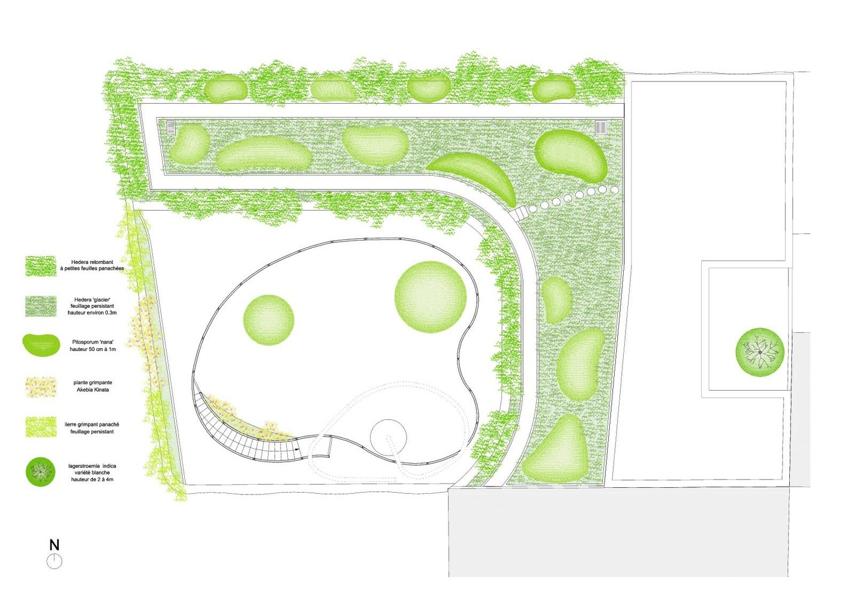 Hedera retombant
à petites feuilles panachées
Hedera 'glacier'
feuillage persistant
hauteur environ 0.3m
Pitosporum 'nana'
hauteur 50 cm à 1m
plante grimpante
Akebia Kinata
lierre grimpant panaché
feuillage persistant
lagerstroemia indica
variété blanche
hauteur de 2 à 4m
N